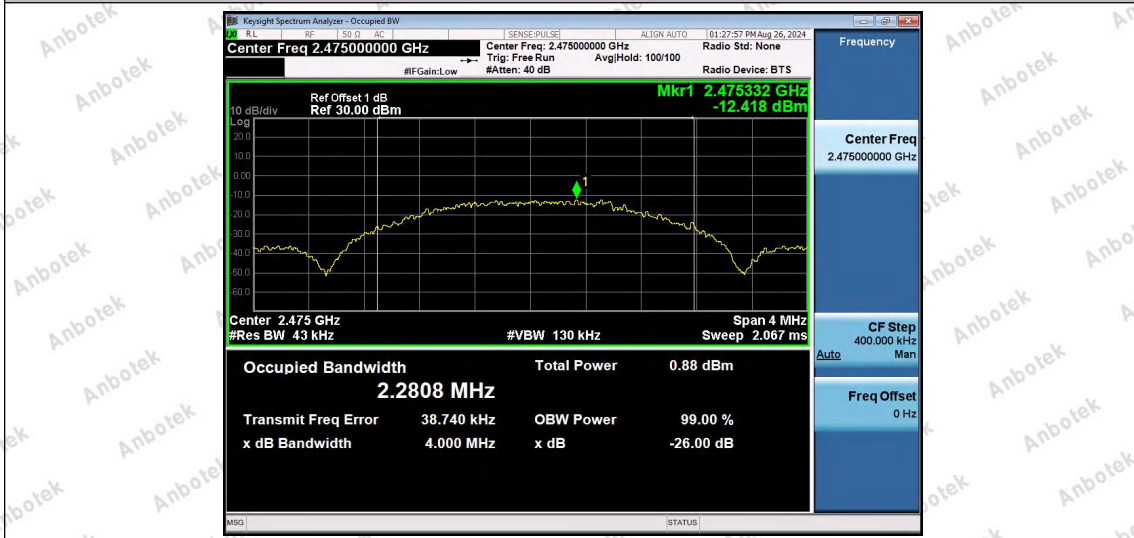 Keysight Spectrum Analyzer - Occupied BW
LXI RL RF 50 Ω AC SENSE:PULSE ALIGN AUTO 01:27:57 PM Aug 26, 2024
Center Freq 2.475000000 GHz
Center Freq: 2.475000000 GHz
Radio Std: None
Trig: Free Run Avg|Hold: 100/100
#IFGain:Low #Atten: 40 dB
Radio Device: BTS
Mkr1 2.475332 GHz
-12.418 dBm
Ref Offset 1 dB
10 dB/div Ref 30.00 dBm
Log
20.0
10.0
0.00
-10.0
-20.0
-30.0
-40.0
-50.0
-60.0
1
Center 2.475 GHz Span 4 MHz
#Res BW 43 kHz #VBW 130 kHz Sweep 2.067 ms
Occupied Bandwidth Total Power 0.88 dBm
2.2808 MHz
Transmit Freq Error 38.740 kHz OBW Power 99.00 %
x dB Bandwidth 4.000 MHz x dB -26.00 dB
MSG STATUS
Frequency
Center Freq
2.475000000 GHz
CF Step
400.000 kHz
Auto Man
Freq Offset
0 Hz
Anbotek